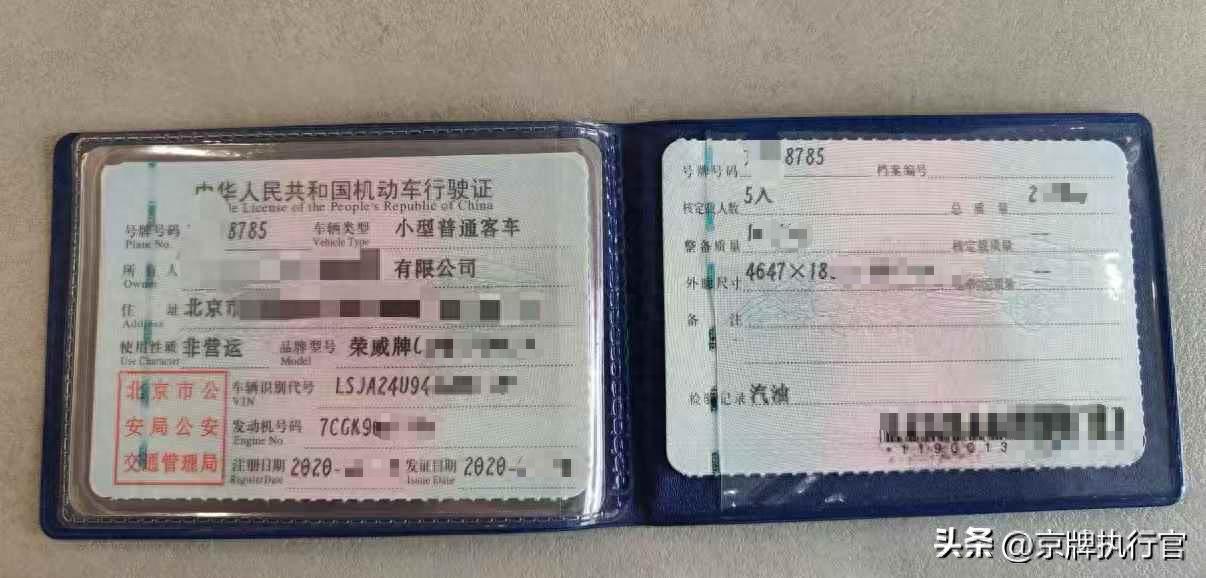 中华人民共和国机动车行驶证
le License of the People's Republic of China
号牌号码 8785 车辆类型 小型普通客车
Plate No. Vehicle Type
所有人 有限公司
Owner
住 址 北京市
Address
使用性质 非营运 品牌型号 荣威牌C
Use Character Model
北京市公
安局公安
交通管理局
车辆识别代号 LSJA24U94
VIN
发动机号码 7CGK9
Engine No.
注册日期 2020- 发证日期 2020-
Register Date Issue Date
号牌号码 8785 档案编号
核定载人数 5人 总质量 2
整备质量 核定载质量 --
外廓尺寸 4647×18 --
备 注
检验记录 汽油
*1190013
头条 @京牌执行官